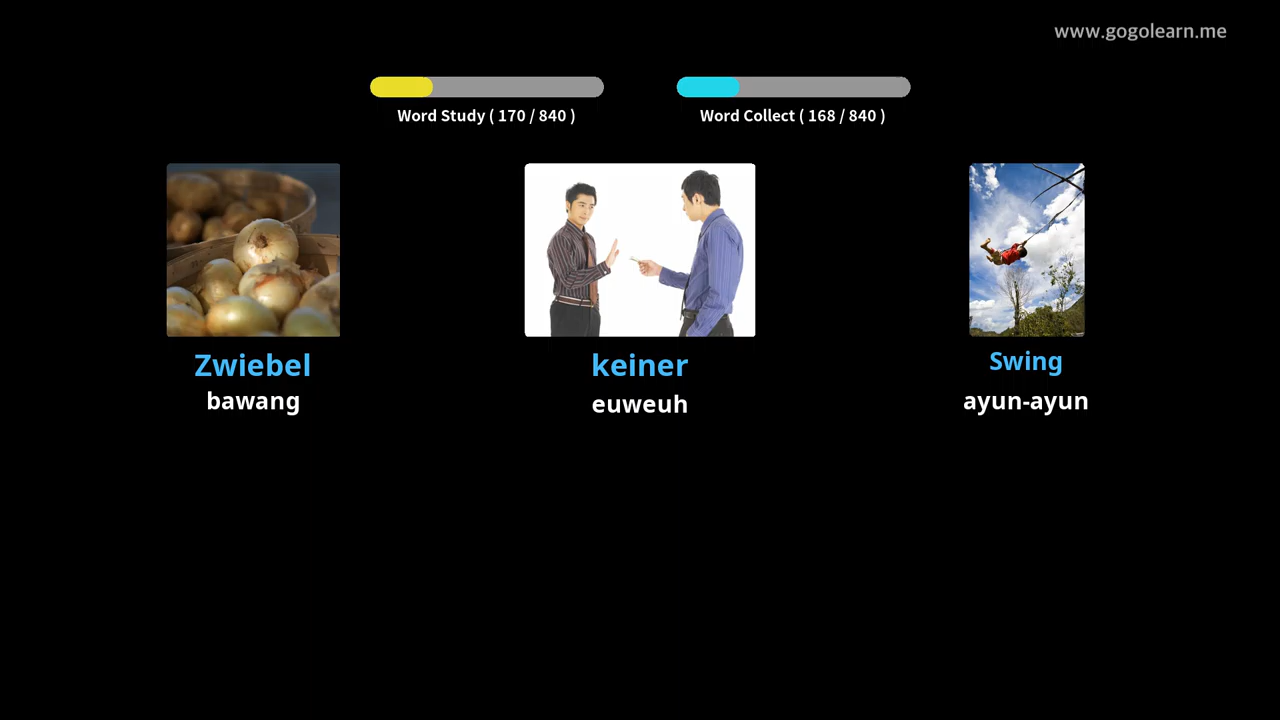 www.gogolearn.me
Word Study ( 170 / 840 )
Word Collect ( 168 / 840 )
Zwiebel
bawang
keiner
euweuh
Swing
ayun-ayun